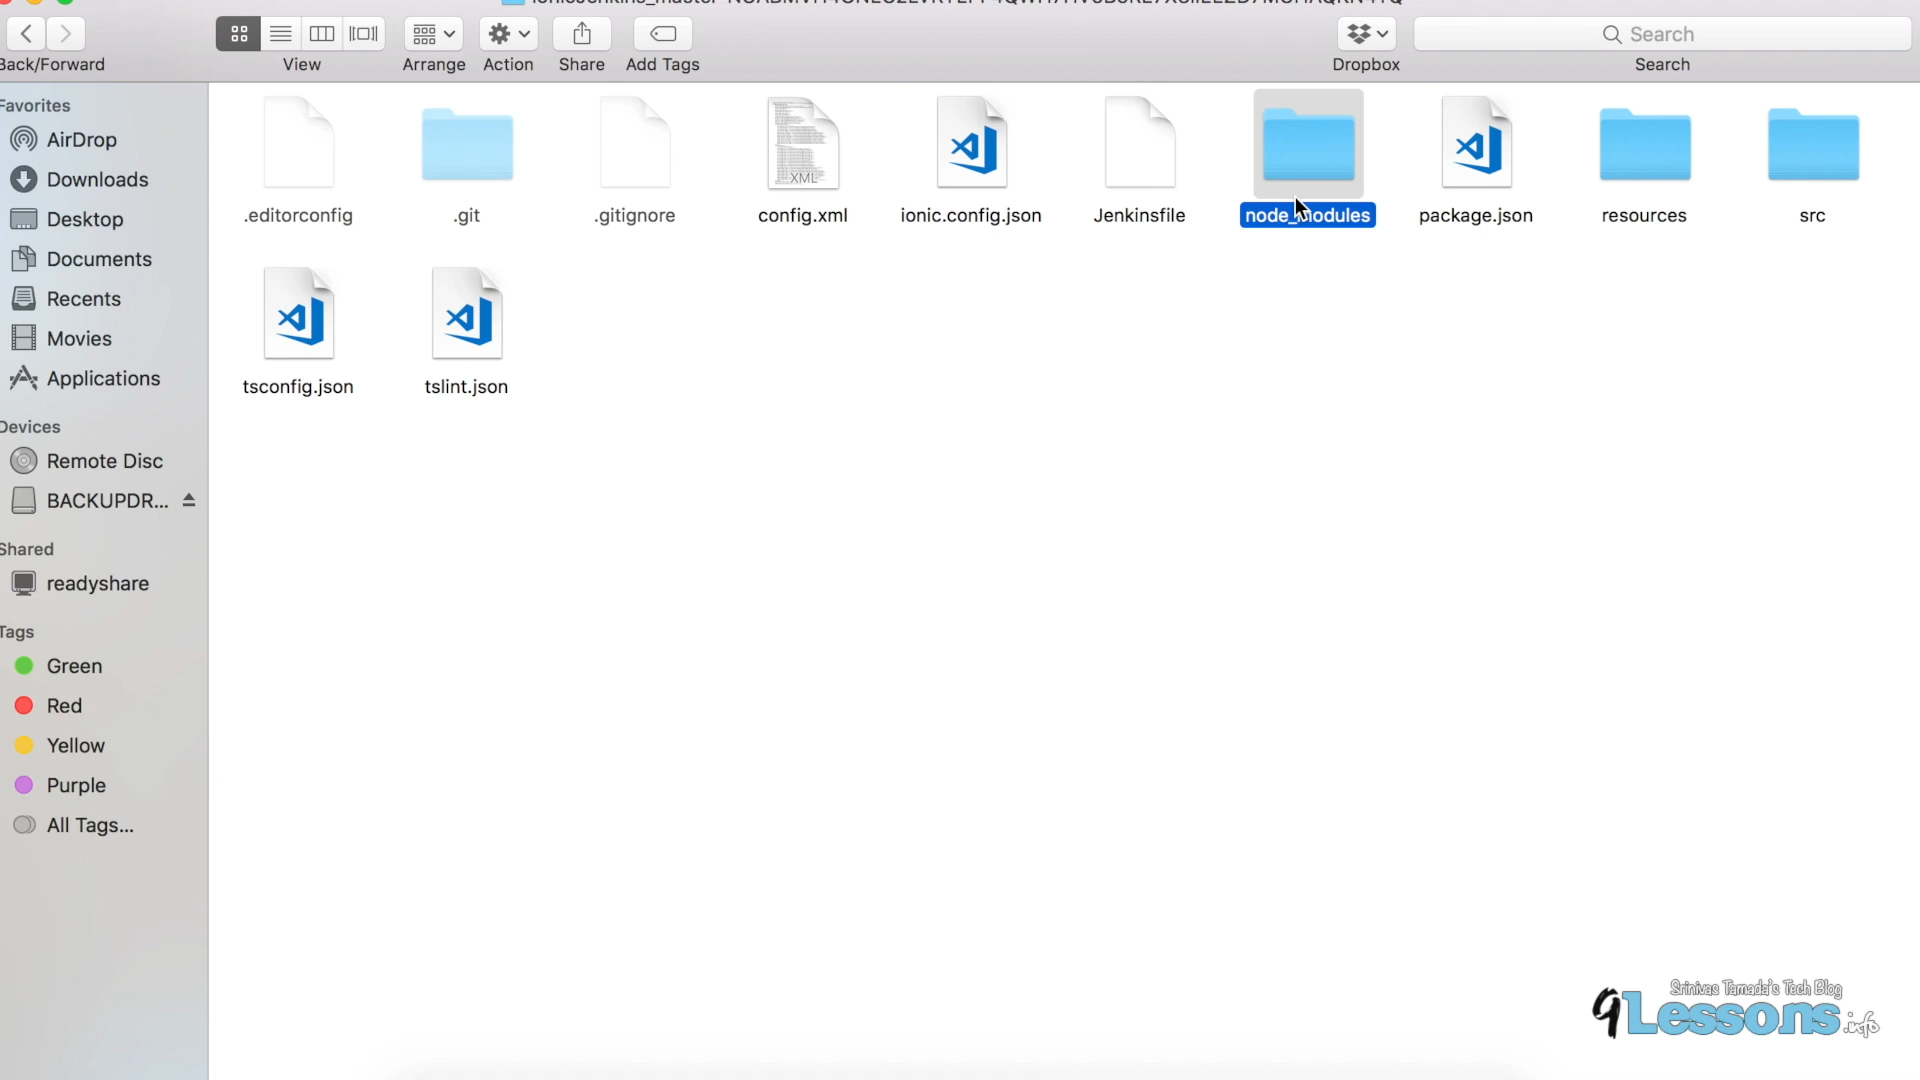 Back/Forward
View
Arrange
Action
Share
Add Tags
Dropbox
Search
Search
Favorites
AirDrop
Downloads
Desktop
Documents
Recents
Movies
Applications
Devices
Remote Disc
BACKUPDR...
Shared
readyshare
Tags
Green
Red
Yellow
Purple
All Tags...
.editorconfig
.git
.gitignore
XML
config.xml
ionic.config.json
Jenkinsfile
node_modules
package.json
resources
src
tsconfig.json
tslint.json
Srinivas Tamada's Tech Blog
9Lessons.info